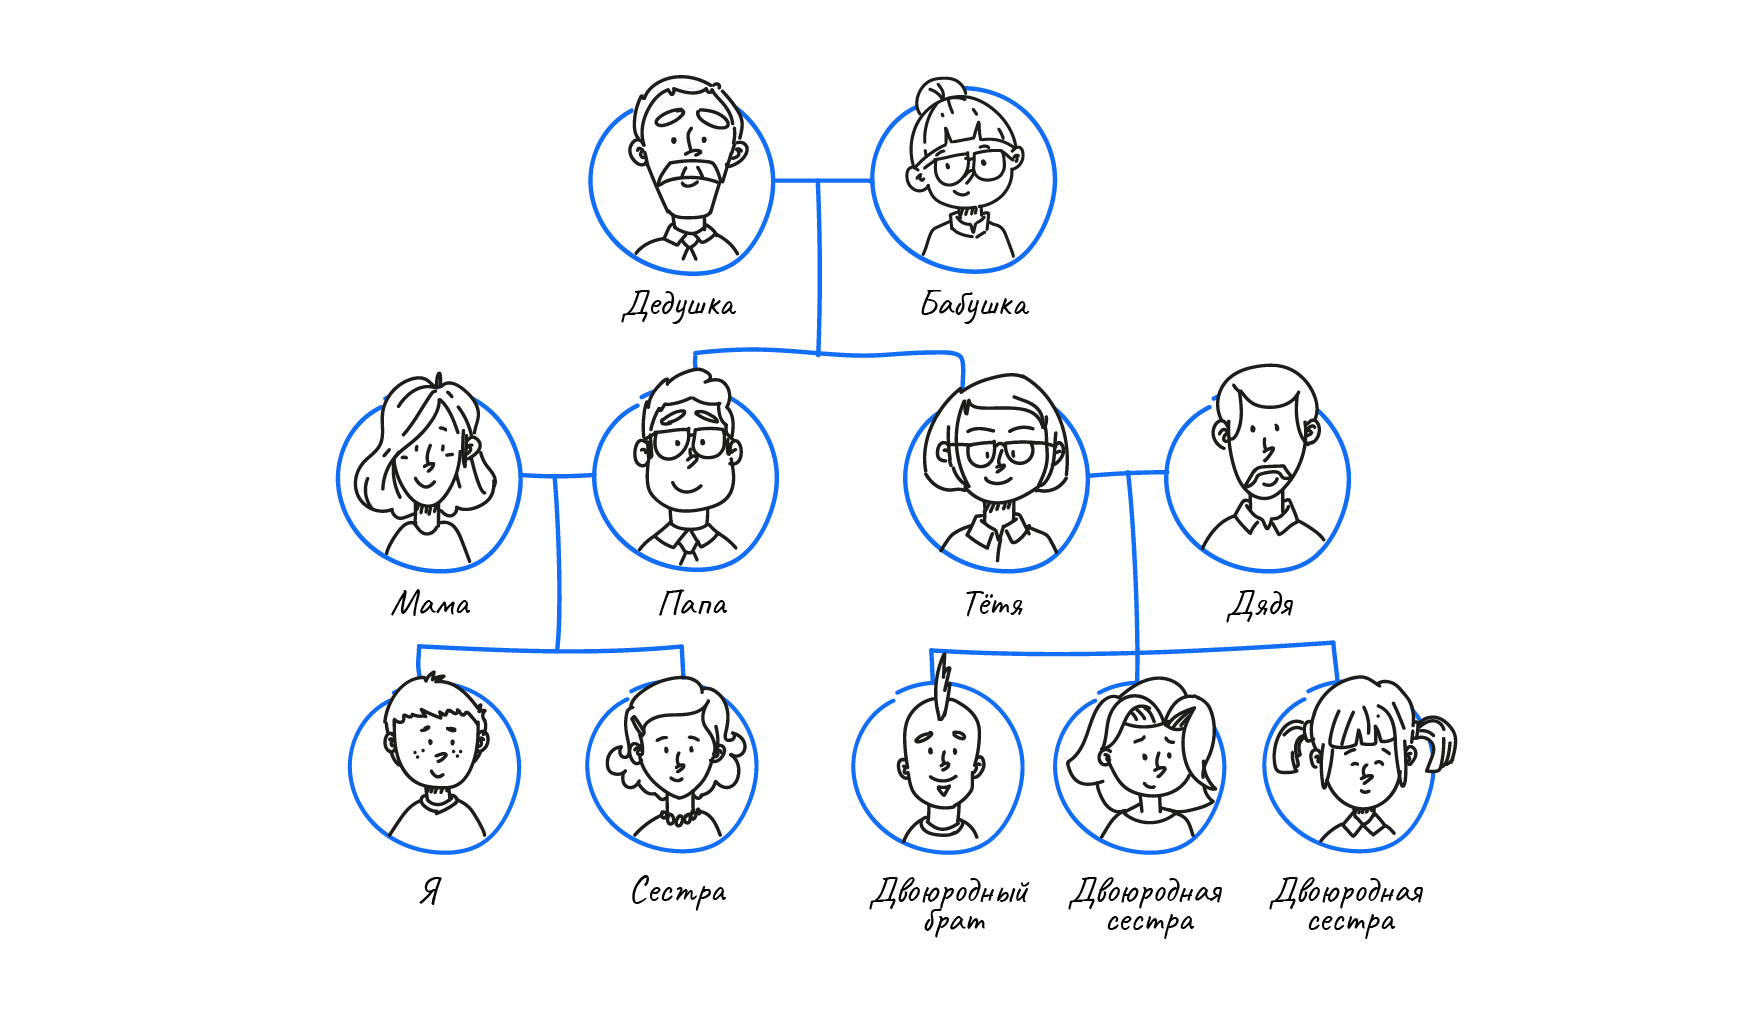 Дедушка
Бабушка
Мама
Папа
Тётя
Дядя
Я
Сестра
Двоюродный
брат
Двоюродная
сестра
Двоюродная
сестра